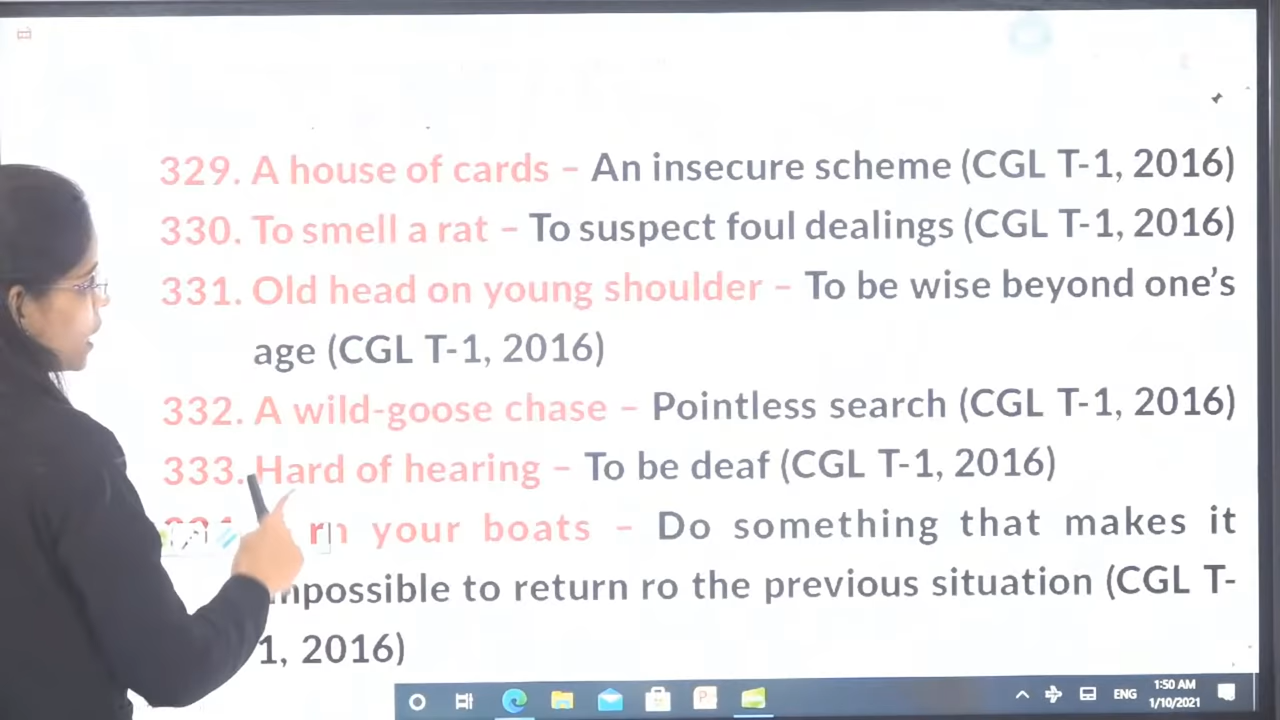 329. A house of cards – An insecure scheme (CGL T-1, 2016)
330. To smell a rat – To suspect foul dealings (CGL T-1, 2016)
331. Old head on young shoulder – To be wise beyond one's
age (CGL T-1, 2016)
332. A wild-goose chase – Pointless search (CGL T-1, 2016)
333. Hard of hearing – To be deaf (CGL T-1, 2016)
your boats – Do something that makes it
impossible to return ro the previous situation (CGL T-
1, 2016)
ENG
1:50 AM
1/10/2021